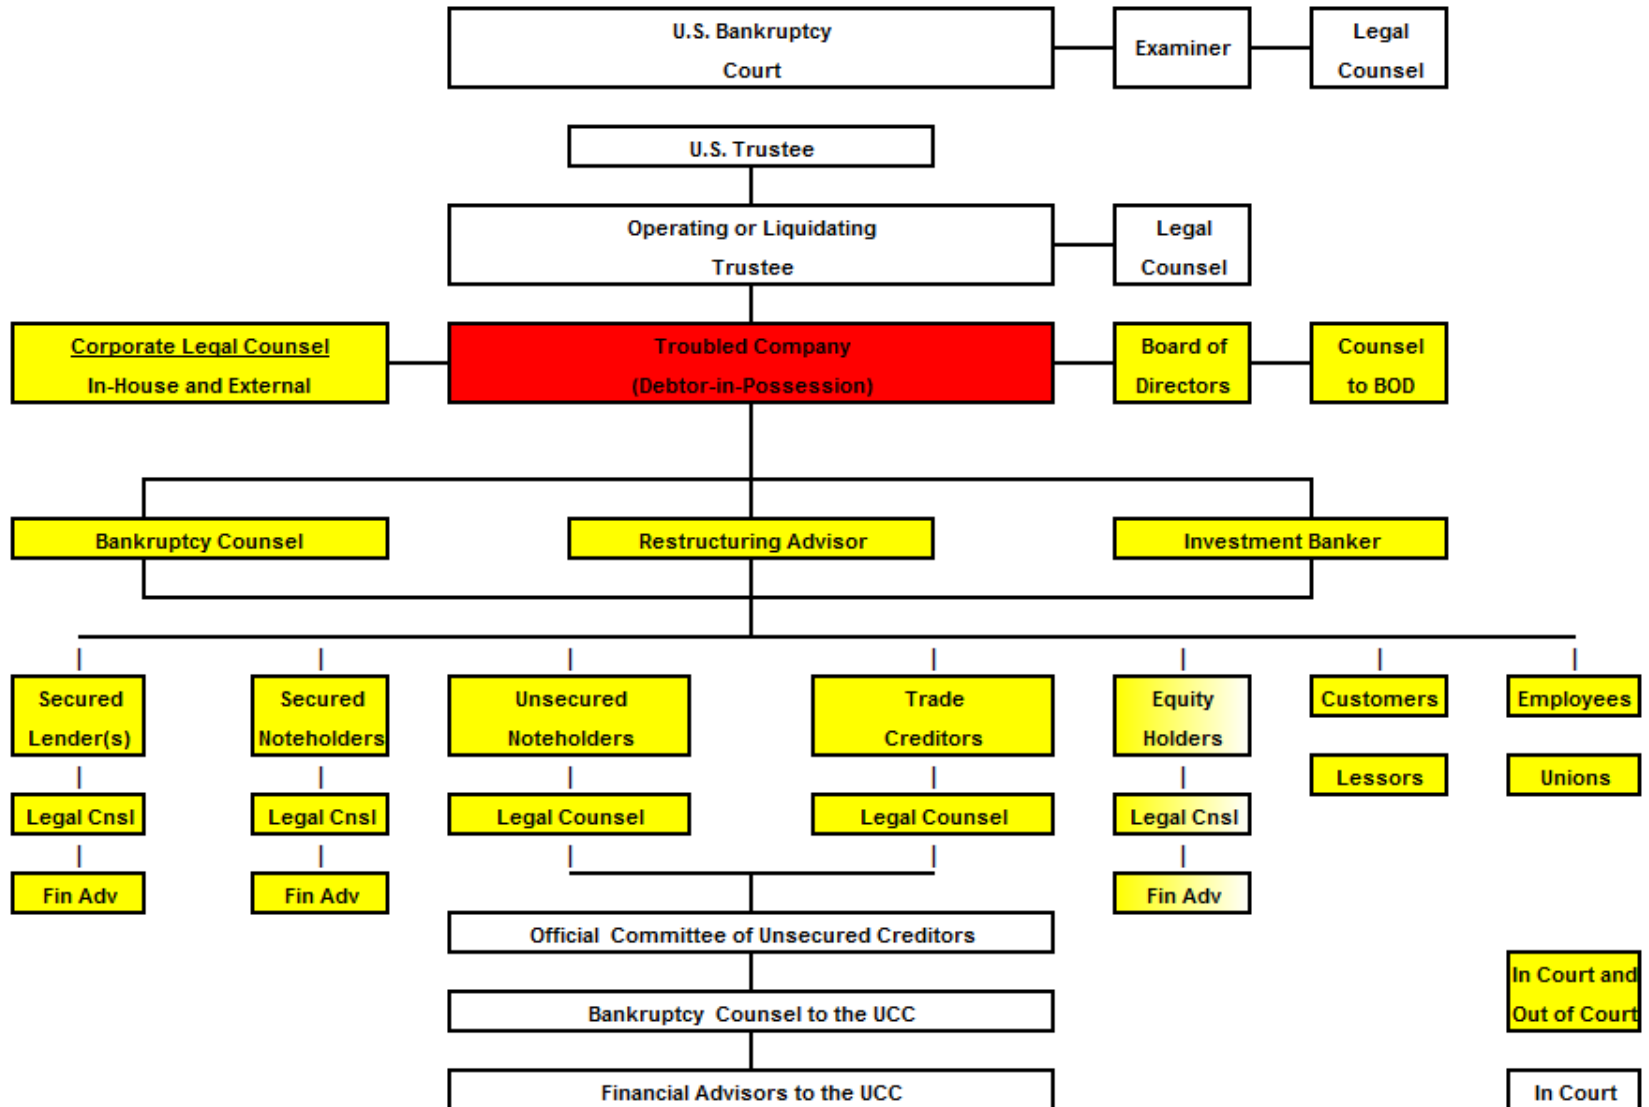 U.S. Bankruptcy
Court
Examiner
Legal
Counsel
U.S. Trustee
Operating or Liquidating
Trustee
Legal
Counsel
Corporate Legal Counsel
In-House and External
Troubled Company
(Debtor-in-Possession)
Board of
Directors
Counsel
to BOD
Bankruptcy Counsel
Restructuring Advisor
Investment Banker
Secured
Lender(s)
Secured
Noteholders
Unsecured
Noteholders
Trade
Creditors
Equity
Holders
Customers
Employees
Lessors
Unions
Legal Cnsl
Legal Cnsl
Legal Counsel
Legal Counsel
Legal Cnsl
Fin Adv
Fin Adv
Fin Adv
Official Committee of Unsecured Creditors
Bankruptcy Counsel to the UCC
Financial Advisors to the UCC
In Court and
Out of Court
In Court